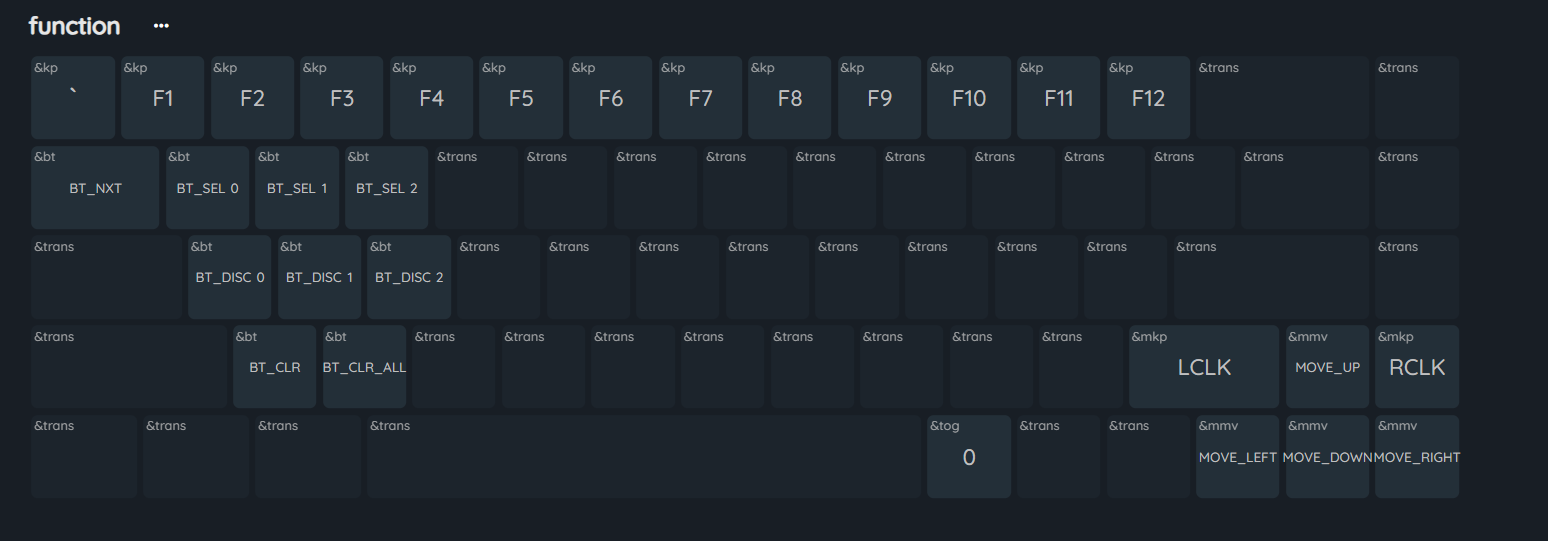 function ...
&kp &kp &kp &kp &kp &kp &kp &kp &kp &kp &kp &kp &kp &trans &trans
` F1 F2 F3 F4 F5 F6 F7 F8 F9 F10 F11 F12
&bt &bt &bt &bt &trans &trans &trans &trans &trans &trans &trans &trans &trans &trans
BT_NXT BT_SEL 0 BT_SEL 1 BT_SEL 2
&trans &bt &bt &bt &trans &trans &trans &trans &trans &trans &trans &trans &trans &trans
BT_DISC 0 BT_DISC 1 BT_DISC 2
&trans &bt &bt &trans &trans &trans &trans &trans &trans &trans &trans &mkp &mmv &mkp
BT_CLR BT_CLR_ALL LCLK MOVE_UP RCLK
&trans &trans &trans &trans &tog &trans &trans &mmv &mmv &mmv
0 MOVE_LEFT MOVE_DOWN MOVE_RIGHT